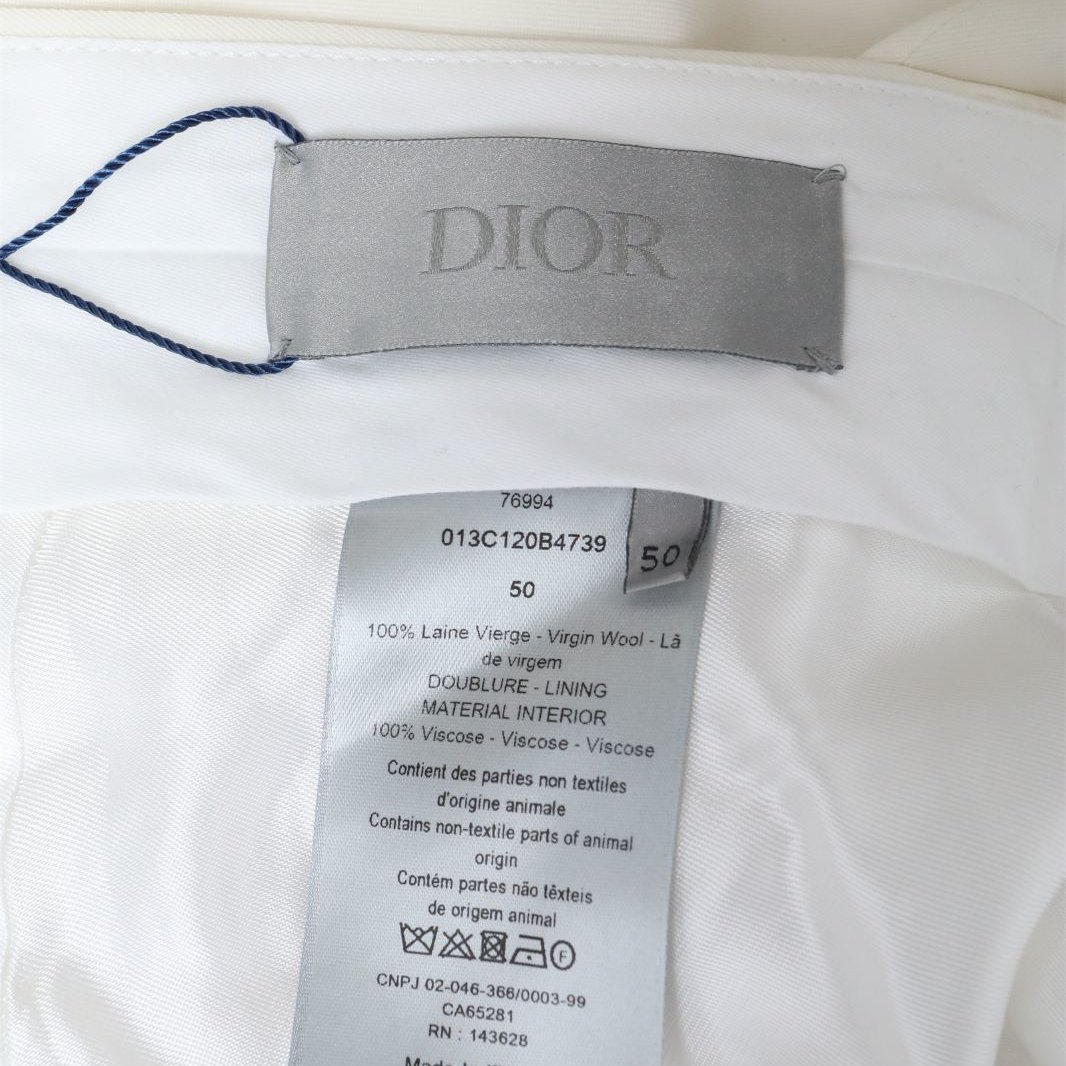 DIOR
76994
013C120B4739
50
50
100% Laine Vierge - Virgin Wool - Lã
de virgem
DOUBLURE - LINING
MATERIAL INTERIOR
100% Viscose - Viscose - Viscose
Contient des parties non textiles
d'origine animale
Contains non-textile parts of animal
origin
Contém partes não têxteis
de origem animal
F
CNPJ 02-046-366/0003-99
CA65281
RN : 143628
Made